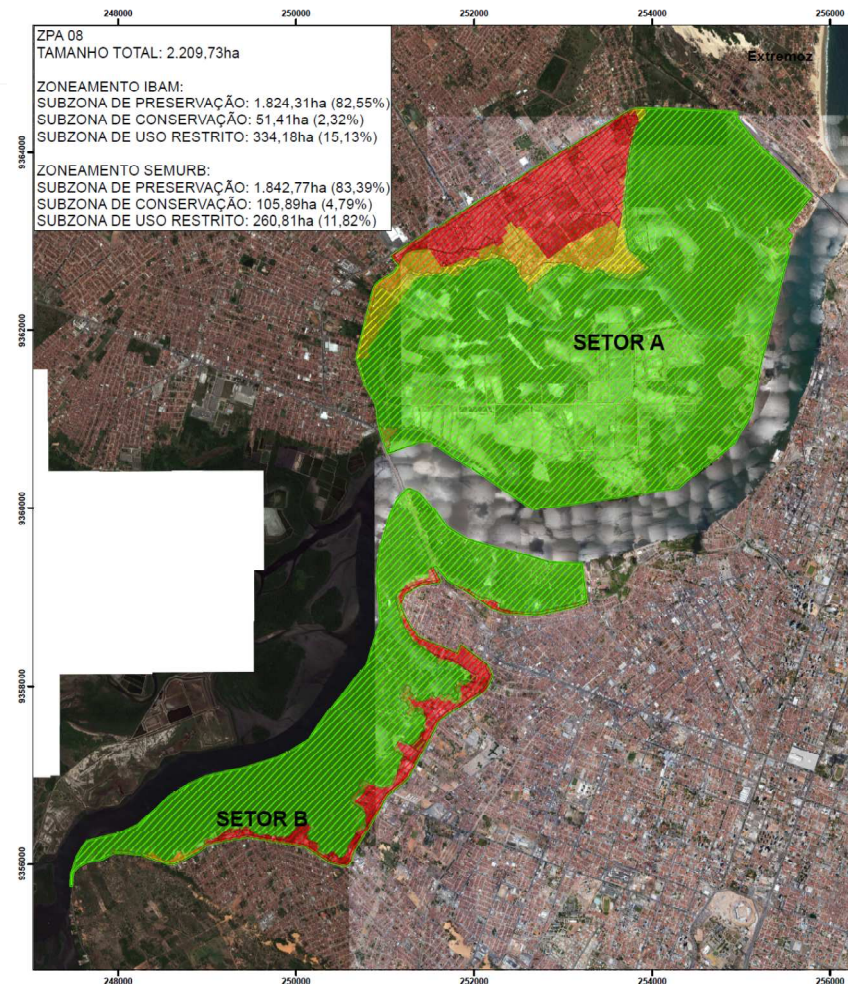 248000 250000 252000 254000 256000
ZPA 08
TAMANHO TOTAL: 2.209,73ha
ZONEAMENTO IBAM:
SUBZONA DE PRESERVAÇÃO: 1.824,31ha (82,55%)
SUBZONA DE CONSERVAÇÃO: 51,41ha (2,32%)
SUBZONA DE USO RESTRITO: 334,18ha (15,13%)
ZONEAMENTO SEMURB:
SUBZONA DE PRESERVAÇÃO: 1.842,77ha (83,39%)
SUBZONA DE CONSERVAÇÃO: 105,89ha (4,79%)
SUBZONA DE USO RESTRITO: 260,81ha (11,82%)
Extremoz
9364000
9362000
SETOR A
9360000
9358000
SETOR B
9356000
248000 250000 252000 254000 256000